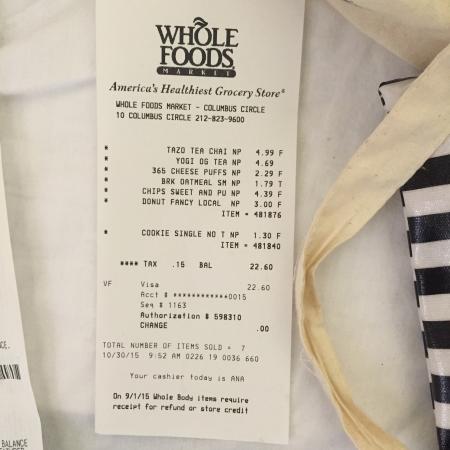 WHOLE
FOODS
MARKET
America's Healthiest Grocery Store®
WHOLE FOODS MARKET - COLUMBUS CIRCLE
10 COLUMBUS CIRCLE 212-823-9600
* TAZO TEA CHAI NP 4.99 F
* YOGI OG TEA NP 4.69
* 365 CHEESE PUFFS NP 2.29 F
* BRK OATMEAL SM NP 1.79 T
* CHIPS SWEET AND PU NP 4.39 F
* DONUT FANCY LOCAL NP 3.00 F
ITEM = 481876
* COOKIE SINGLE NO T NP 1.30 F
ITEM = 481840
**** TAX .15 BAL 22.60
VF Visa 22.60
Acct # ************0015
Seq # 1163
Authorization # 598310
CHANGE .00
TOTAL NUMBER OF ITEMS SOLD = 7
10/30/15 9:52 AM 0226 19 0036 660
Your cashier today is ANA
On 9/1/15 Whole Body items require
receipt for refund or store credit
BALANCE